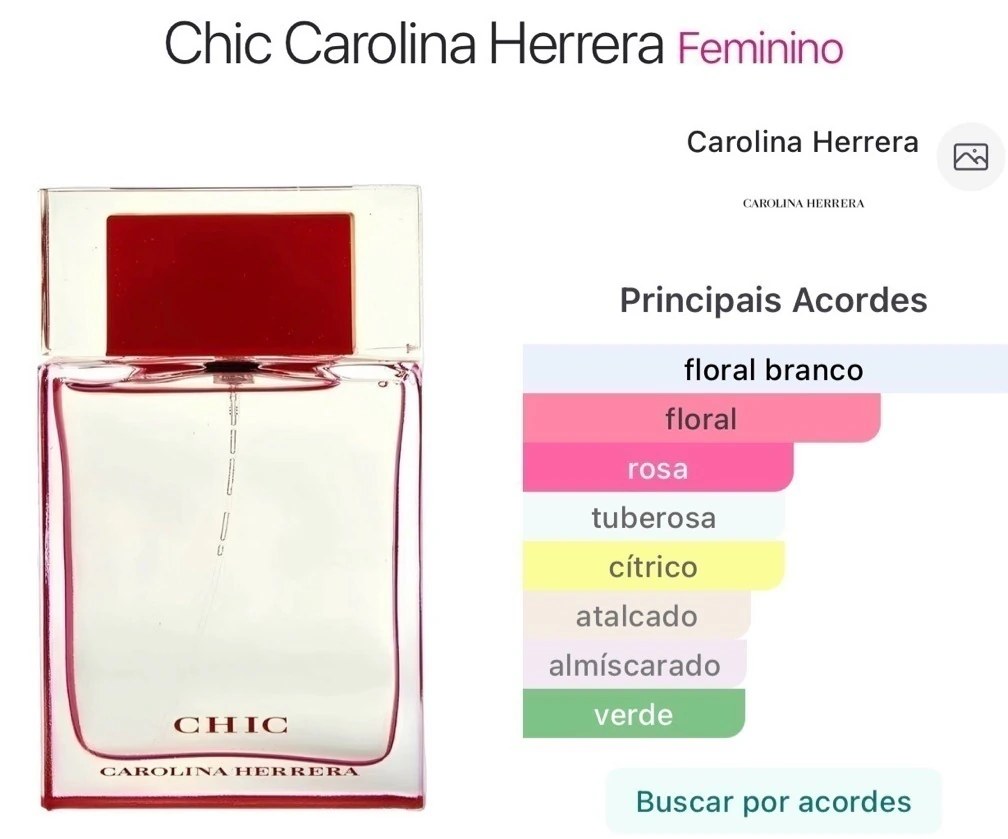 Chic Carolina Herrera Feminino
Carolina Herrera
CAROLINA HERRERA
Principais Acordes
floral branco
floral
rosa
tuberosa
cítrico
atalcado
almíscarado
verde
CHIC
CAROLINA HERRERA
Buscar por acordes